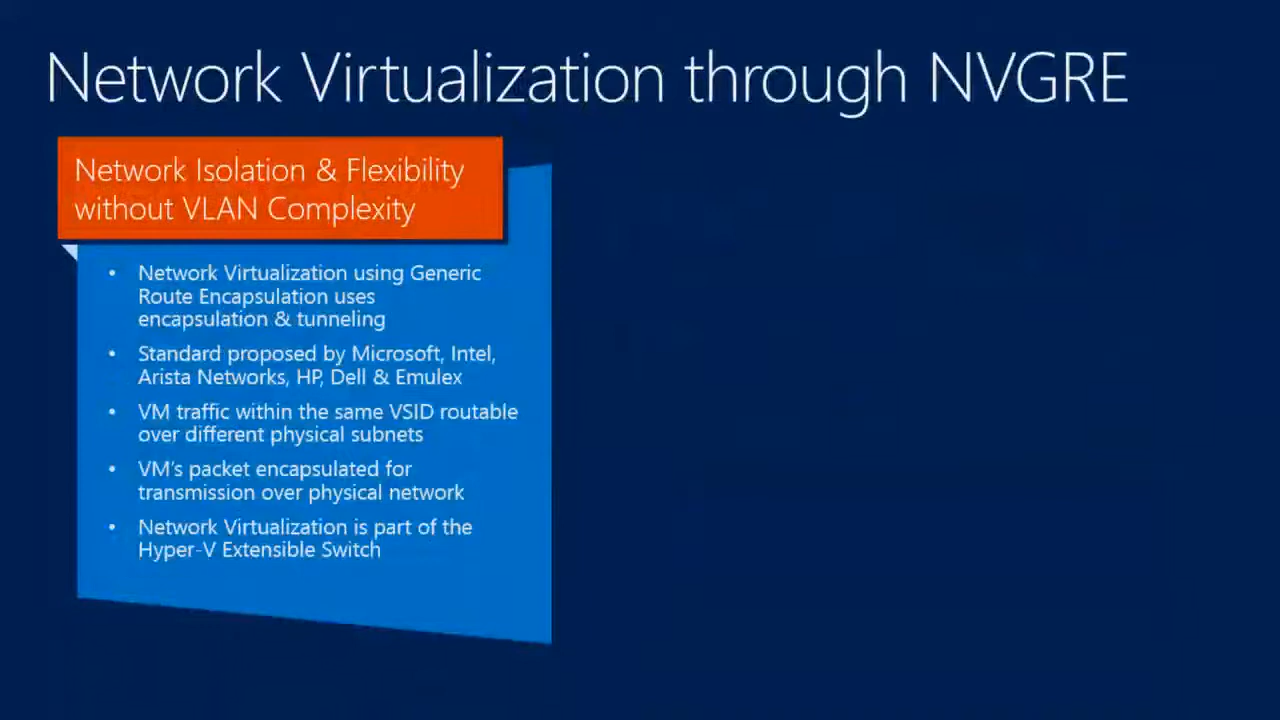 Network Virtualization through NVGRE
Network Isolation & Flexibility
without VLAN Complexity
• Network Virtualization using Generic
Route Encapsulation uses
encapsulation & tunneling
• Standard proposed by Microsoft, Intel,
Arista Networks, HP, Dell & Emulex
• VM traffic within the same VSID routable
over different physical subnets
• VM's packet encapsulated for
transmission over physical network
• Network Virtualization is part of the
Hyper-V Extensible Switch